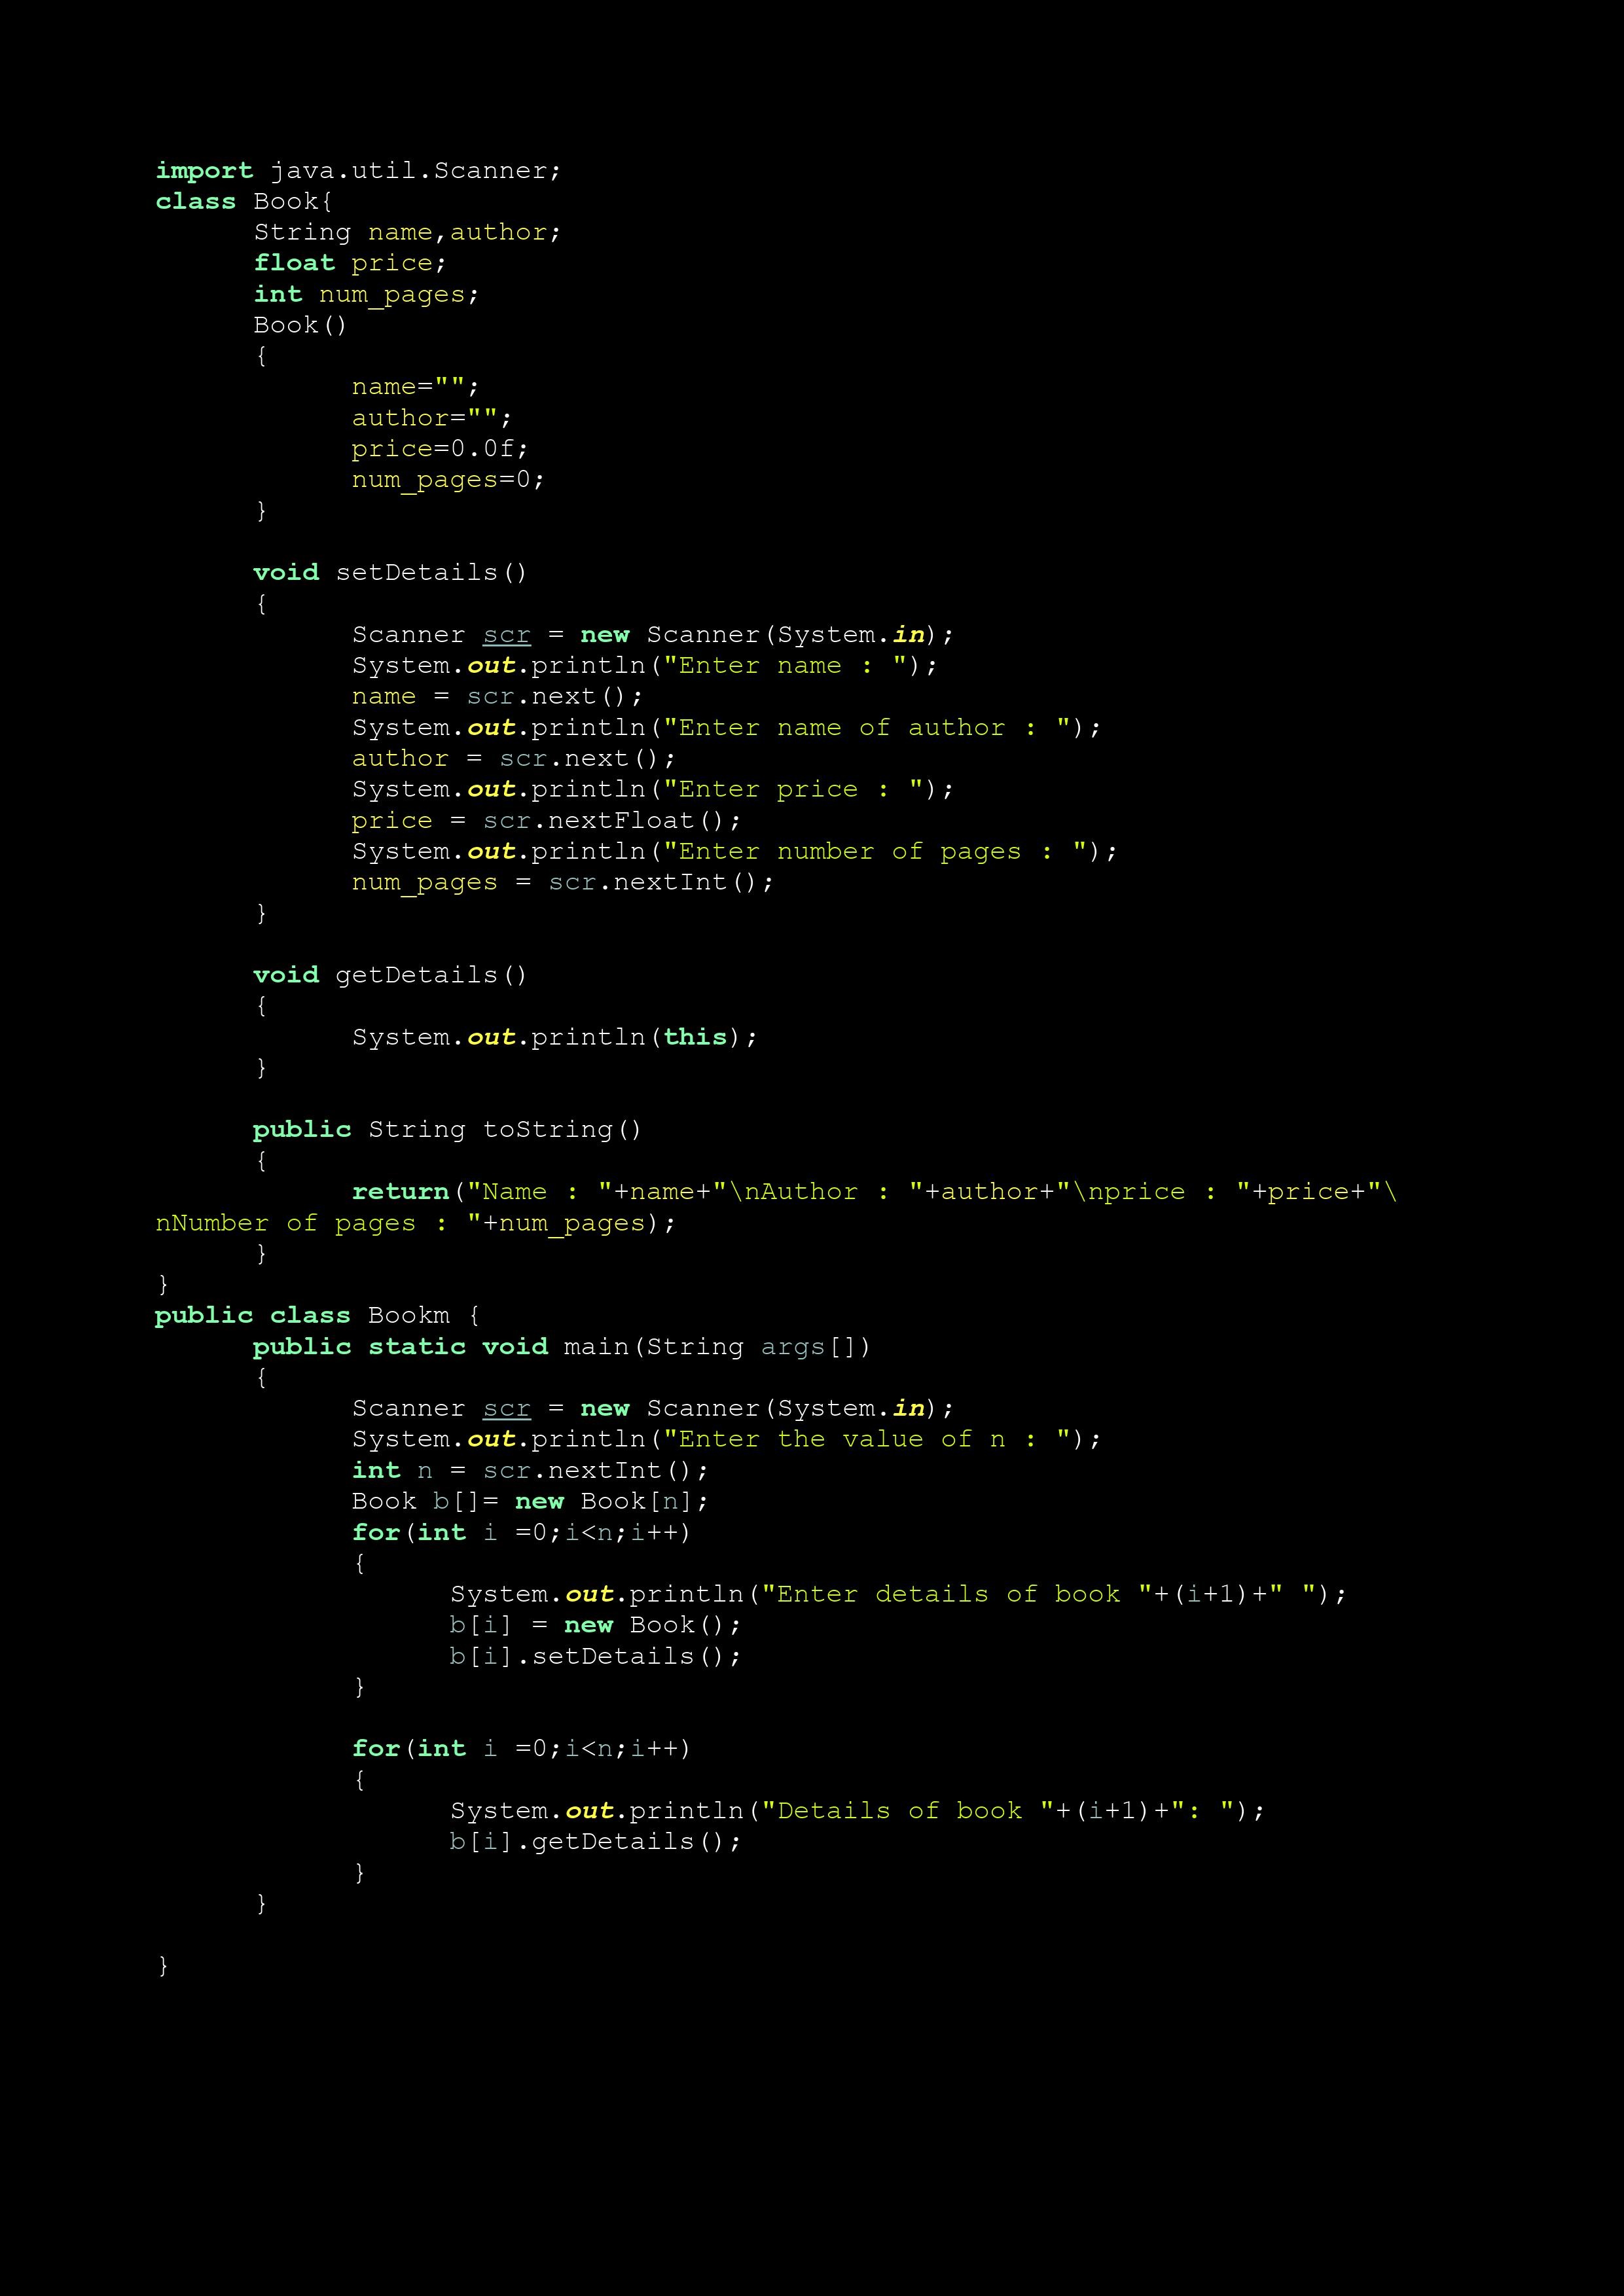 import java.util.Scanner;
class Book{
String name,author;
float price;
int num_pages;
Book()
{
name="";
author="";
price=0.0f;
num_pages=0;
}
void setDetails()
{
Scanner scr = new Scanner(System.in);
System.out.println("Enter name : ");
name = scr.next();
System.out.println("Enter name of author : ");
author = scr.next();
System.out.println("Enter price : ");
price = scr.nextFloat();
System.out.println("Enter number of pages : ");
num_pages = scr.nextInt();
}
void getDetails()
{
System.out.println(this);
}
public String toString()
{
return("Name : "+name+"\nAuthor : "+author+"\nprice : "+price+"\
nNumber of pages : "+num_pages);
}
}
public class Bookm {
public static void main(String args[])
{
Scanner scr = new Scanner(System.in);
System.out.println("Enter the value of n : ");
int n = scr.nextInt();
Book b[]= new Book[n];
for(int i =0;i<n;i++)
{
System.out.println("Enter details of book "+(i+1)+" ");
b[i] = new Book();
b[i].setDetails();
}
for(int i =0;i<n;i++)
{
System.out.println("Details of book "+(i+1)+": ");
b[i].getDetails();
}
}
}